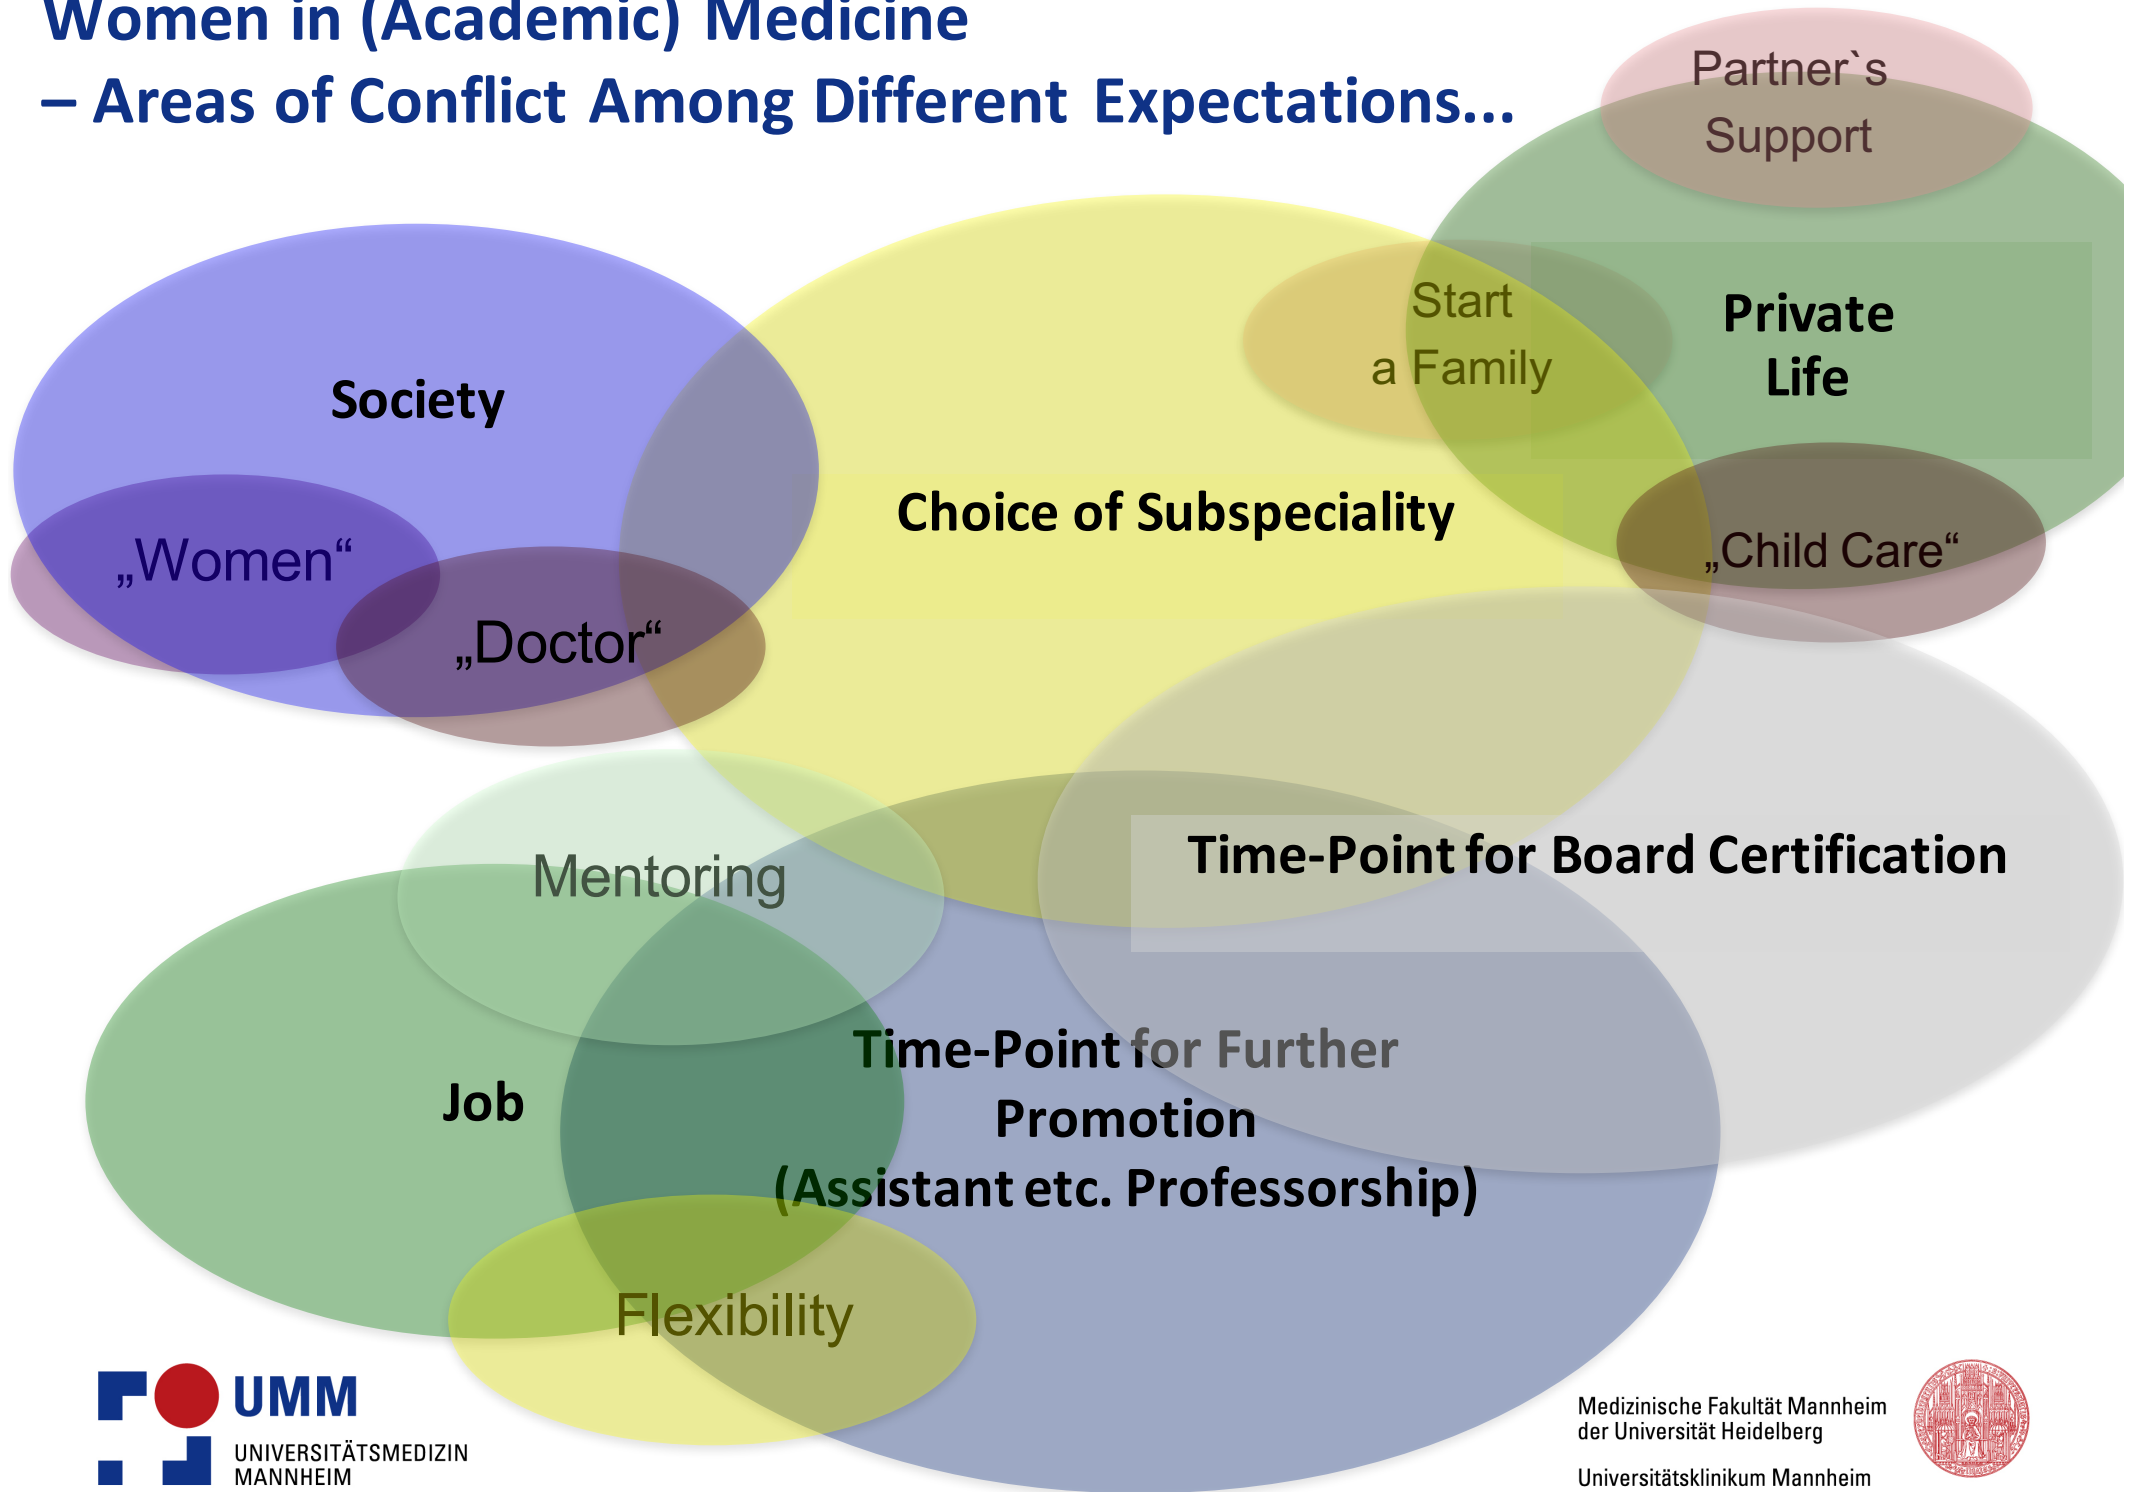 Women in (Academic) Medicine
– Areas of Conflict Among Different Expectations...
Partner`s
Support
Start
a Family
Private
Life
Society
Choice of Subspeciality
„Women“
„Doctor“
„Child Care“
Mentoring
Time-Point for Board Certification
Job
Time-Point for Further
Promotion
(Assistant etc. Professorship)
Flexibility
UMM
UNIVERSITÄTSMEDIZIN
MANNHEIM
Medizinische Fakultät Mannheim
der Universität Heidelberg
Universitätsklinikum Mannheim